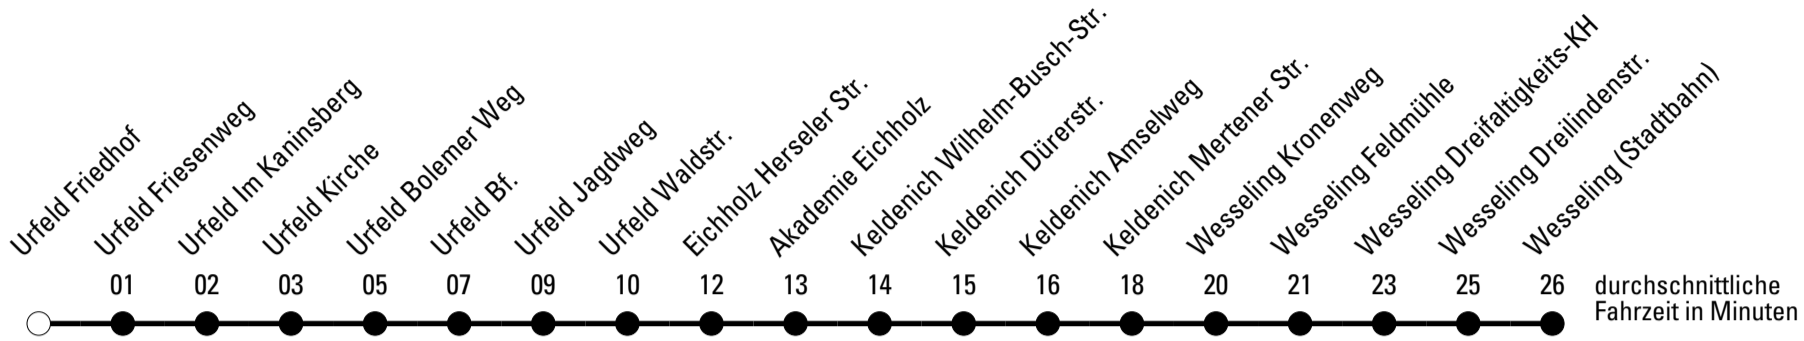 Urfeld Friedhof
Urfeld Friesenweg
Urfeld Im Kaninsberg
Urfeld Kirche
Urfeld Bolemer Weg
Urfeld Bf.
Urfeld Jagdweg
Urfeld Waldstr.
Eichholz Herseler Str.
Akademie Eichholz
Keldenich Wilhelm-Busch-Str.
Keldenich Dürerstr.
Keldenich Amselweg
Keldenich Mertener Str.
Wesseling Kronenweg
Wesseling Feldmühle
Wesseling Dreifaltigkeits-KH
Wesseling Dreilindenstr.
Wesseling (Stadtbahn)
01 02 03 05 07 09 10 12 13 14 15 16 18 20 21 23 25 26
durchschnittliche
Fahrzeit in Minuten